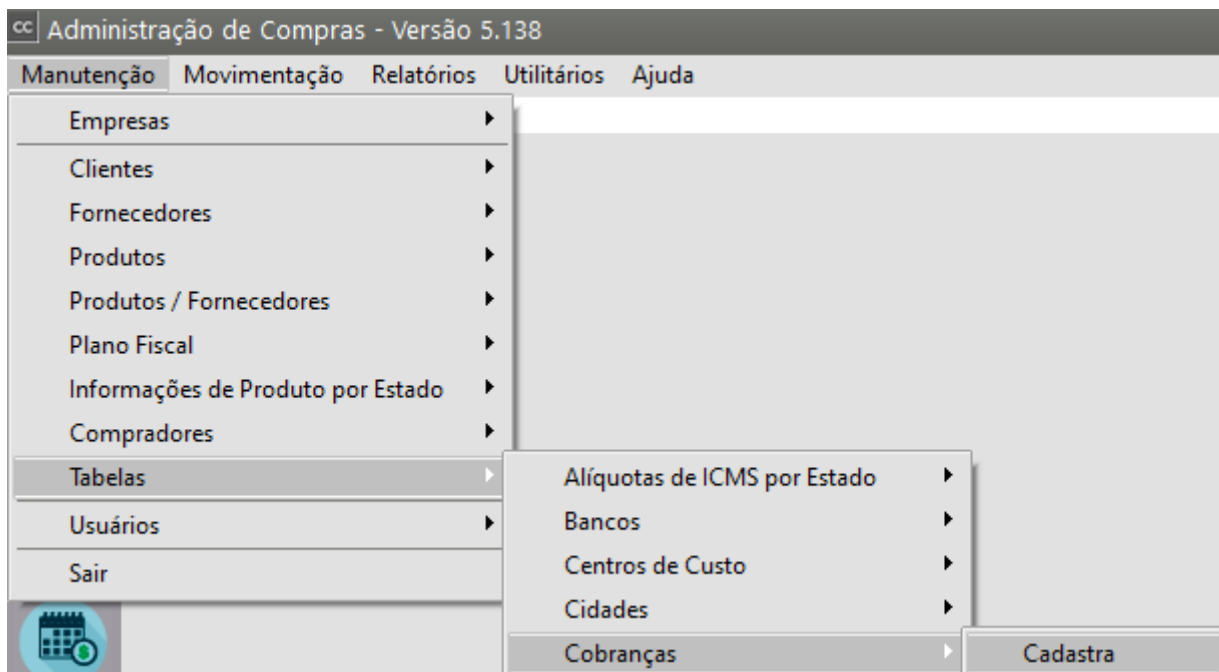 cc Administração de Compras - Versão 5.138
Manutenção Movimentação Relatórios Utilitários Ajuda
Empresas
Clientes
Fornecedores
Produtos
Produtos / Fornecedores
Plano Fiscal
Informações de Produto por Estado
Compradores
Tabelas
Usuários
Sair
Alíquotas de ICMS por Estado
Bancos
Centros de Custo
Cidades
Cobranças
Cadastra
$